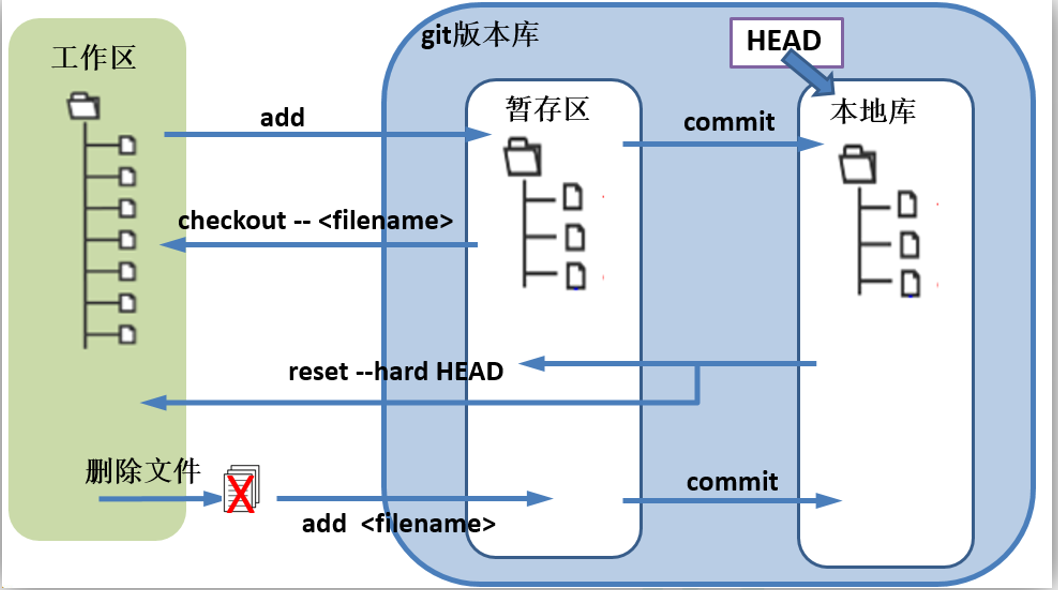 git版本库
HEAD
工作区
暂存区
本地库
add
commit
checkout -- <filename>
reset --hard HEAD
删除文件
commit
add <filename>